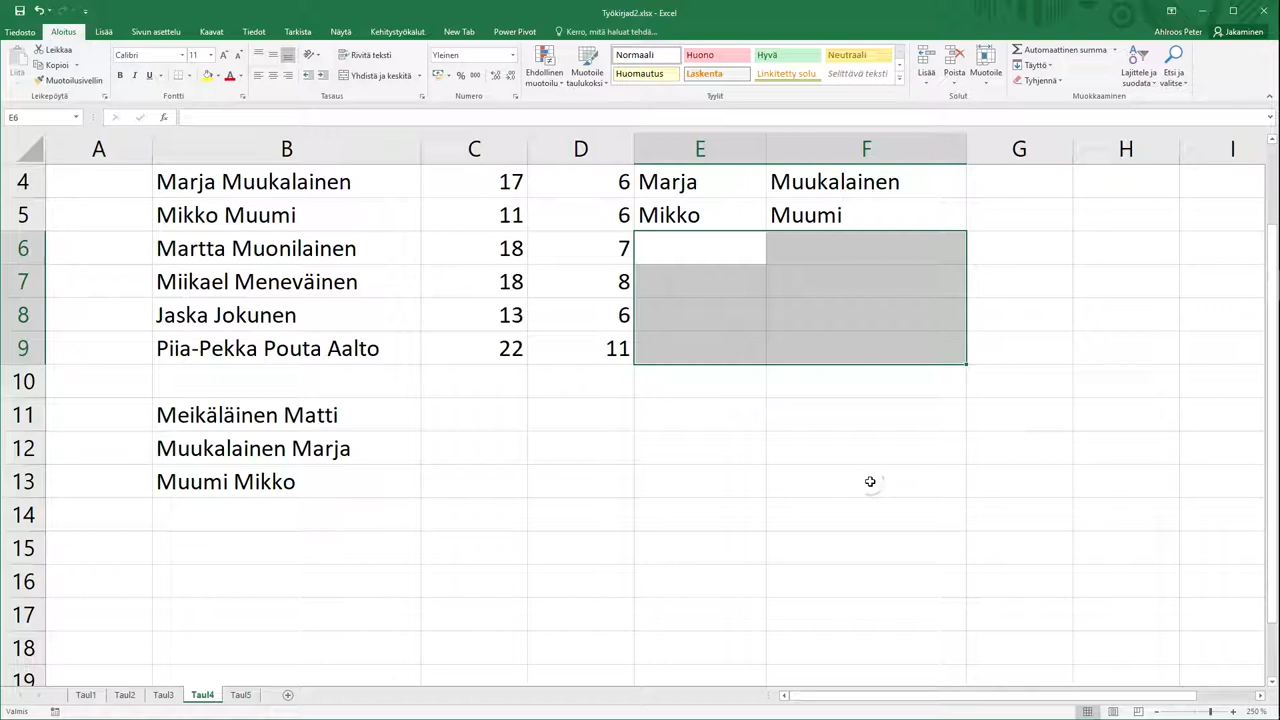 Työkirjad2.xlsx - Excel
Tiedosto Aloitus Lisää Sivun asettelu Kaavat Tiedot Tarkista Näytä Kehitystyökalut New Tab Power Pivot Kerro, mitä haluat tehdä... Ahlroos Peter Jakaminen
Liitä
Leikkaa
Kopioi
Muotoilusivellin
Leikepöytä
Calibri 11
B I U
Fontti
Rivitä teksti
Yhdistä ja keskitä
Tasaus
Yleinen
Numero
Ehdollinen muotoilu
Muotoile taulukoksi
Normaali Huono Hyvä Neutraali
Huomautus Laskenta Linkitetty solu Selittävä teksti
Tyylit
Lisää Poista Muotoile
Solut
Automaattinen summa
Täyttö
Tyhjennä
Lajittele ja suodata
Etsi ja valitse
Muokkaaminen
E6 fx
A B C D E F G H I
4 Marja Muukalainen 17 6 Marja Muukalainen
5 Mikko Muumi 11 6 Mikko Muumi
6 Martta Muonilainen 18 7
7 Miikael Meneväinen 18 8
8 Jaska Jokunen 13 6
9 Piia-Pekka Pouta Aalto 22 11
10
11 Meikäläinen Matti
12 Muukalainen Marja
13 Muumi Mikko
14
15
16
17
18
19
Taul1 Taul2 Taul3 Taul4 Taul5
Valmis 250 %